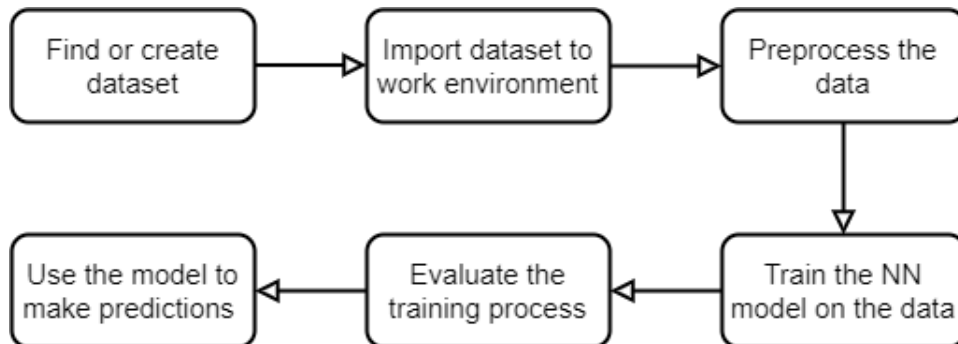 Find or create
dataset
Import dataset to
work environment
Preprocess the
data
Train the NN
model on the data
Evaluate the
training process
Use the model to
make predictions